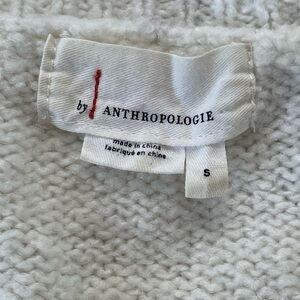 by ANTHROPOLOGIE
made in china
fabriqué en chine
S